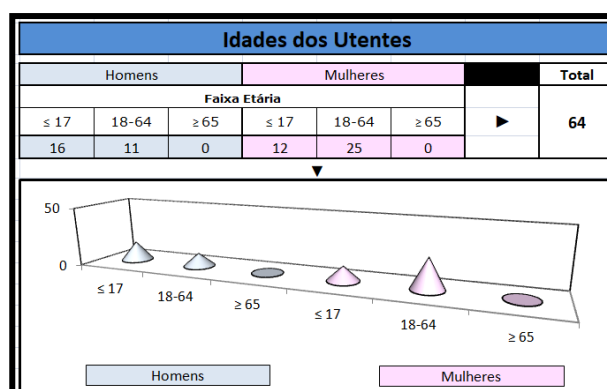 Idades dos Utentes
Homens Mulheres Total
Faixa Etária
≤ 17 18-64 ≥ 65 ≤ 17 18-64 ≥ 65 ► 64
16 11 0 12 25 0
▼
50
0
≤ 17 18-64 ≥ 65 ≤ 17 18-64 ≥ 65
Homens Mulheres